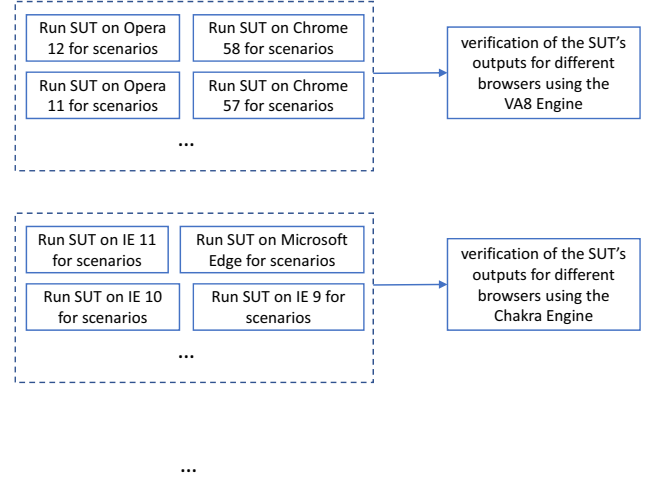 Run SUT on Opera
12 for scenarios
Run SUT on Chrome
58 for scenarios
Run SUT on Opera
11 for scenarios
Run SUT on Chrome
57 for scenarios
...
verification of the SUT's
outputs for different
browsers using the
VA8 Engine
Run SUT on IE 11
for scenarios
Run SUT on Microsoft
Edge for scenarios
Run SUT on IE 10
for scenarios
Run SUT on IE 9 for
scenarios
...
verification of the SUT's
outputs for different
browsers using the
Chakra Engine
...